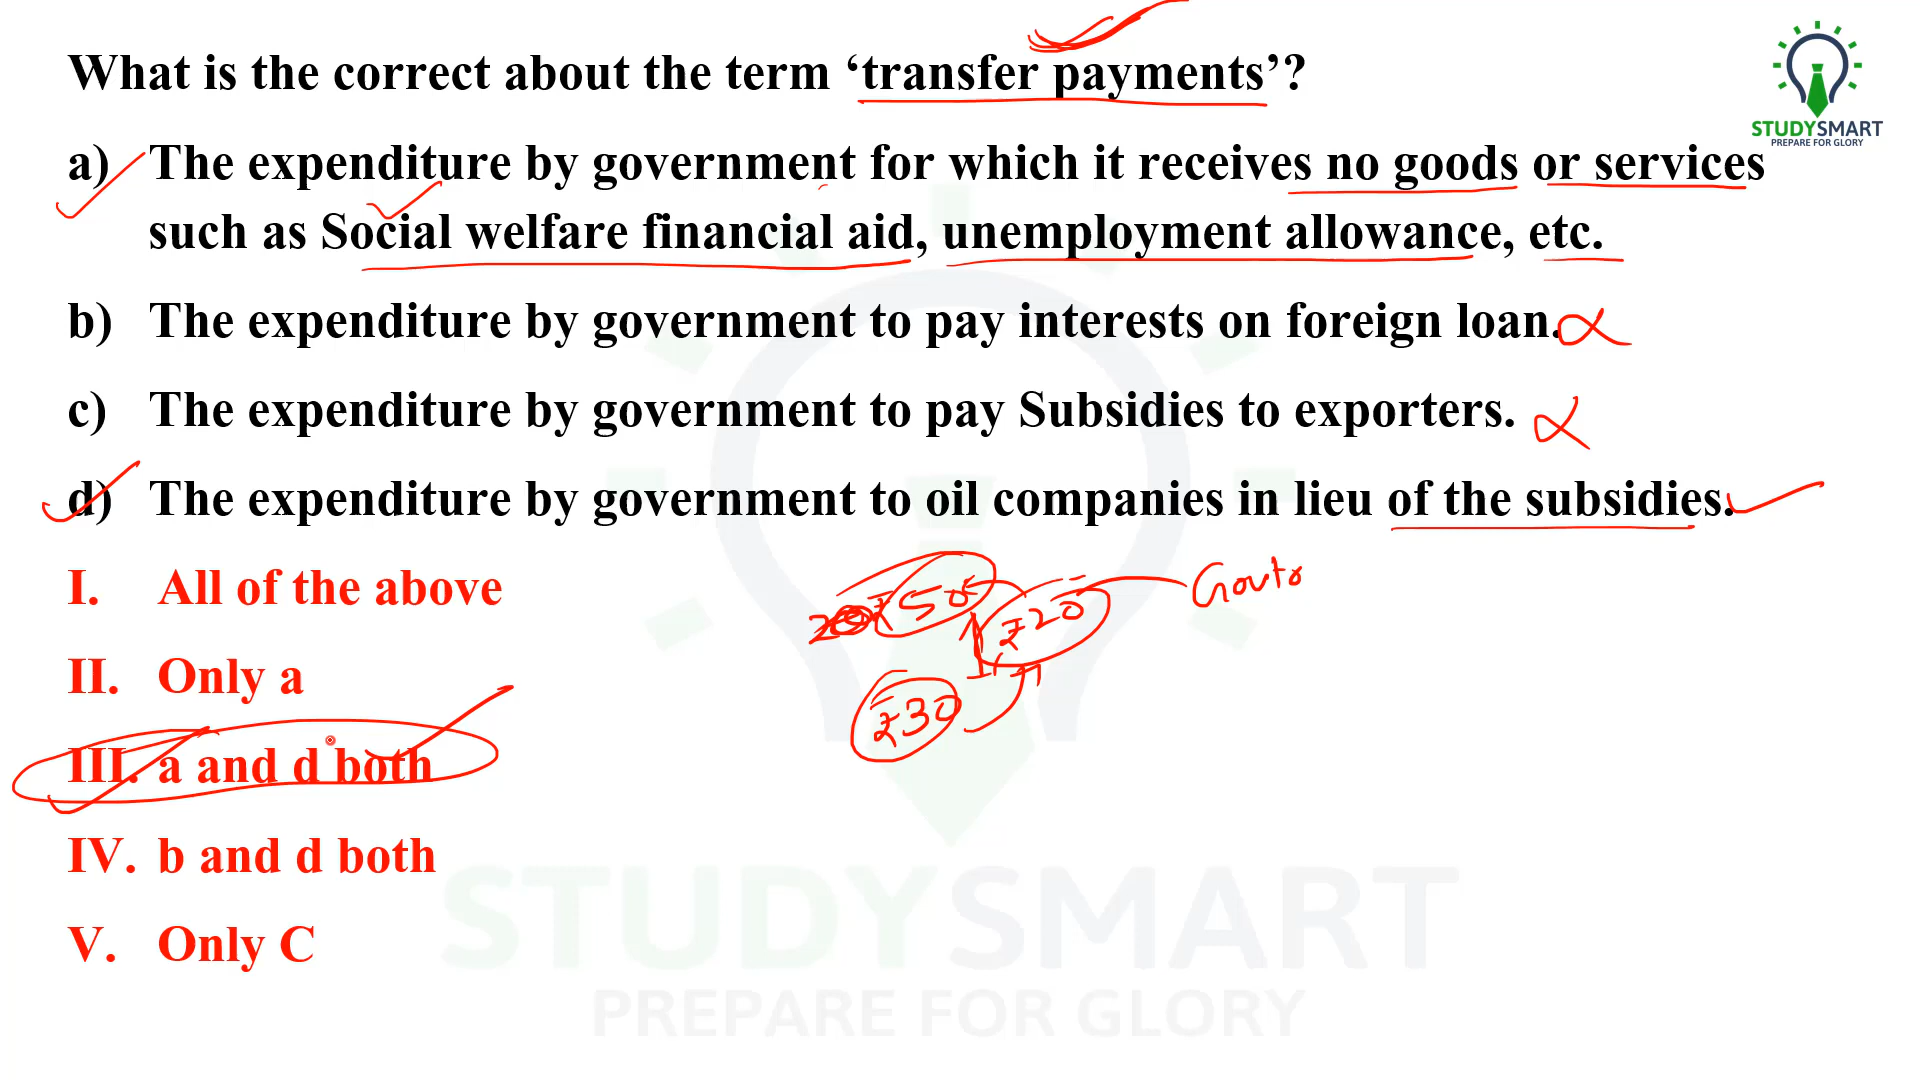 What is the correct about the term ‘transfer payments’?
STUDYSMART
PREPARE FOR GLORY
a) The expenditure by government for which it receives no goods or services
such as Social welfare financial aid, unemployment allowance, etc.
b) The expenditure by government to pay interests on foreign loan.
c) The expenditure by government to pay Subsidies to exporters.
d) The expenditure by government to oil companies in lieu of the subsidies.
I. All of the above
₹50
₹20
II. Only a
₹30
III. a and d both
IV. b and d both
V. Only C
STUDYSMART
PREPARE FOR GLORY